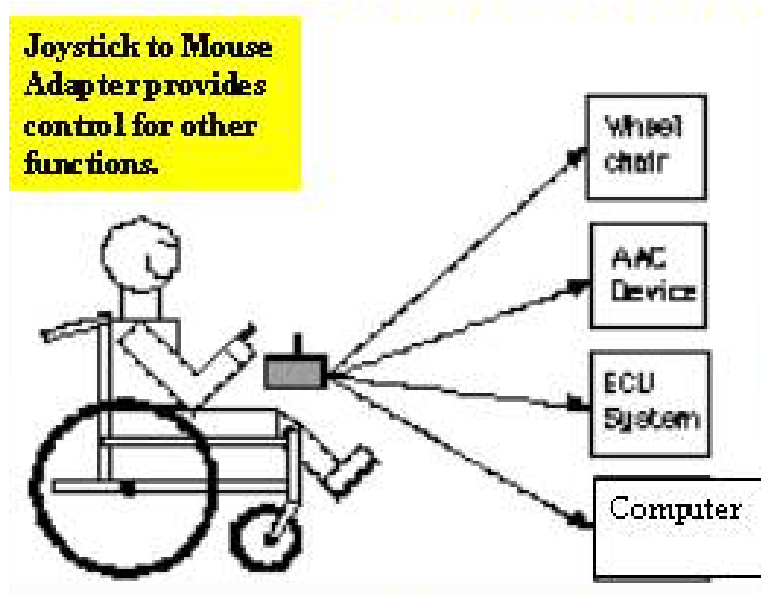 Joystick to Mouse
Adapter provides
control for other
functions.
Wheel
chair
AAC
Device
ECU
System
Computer